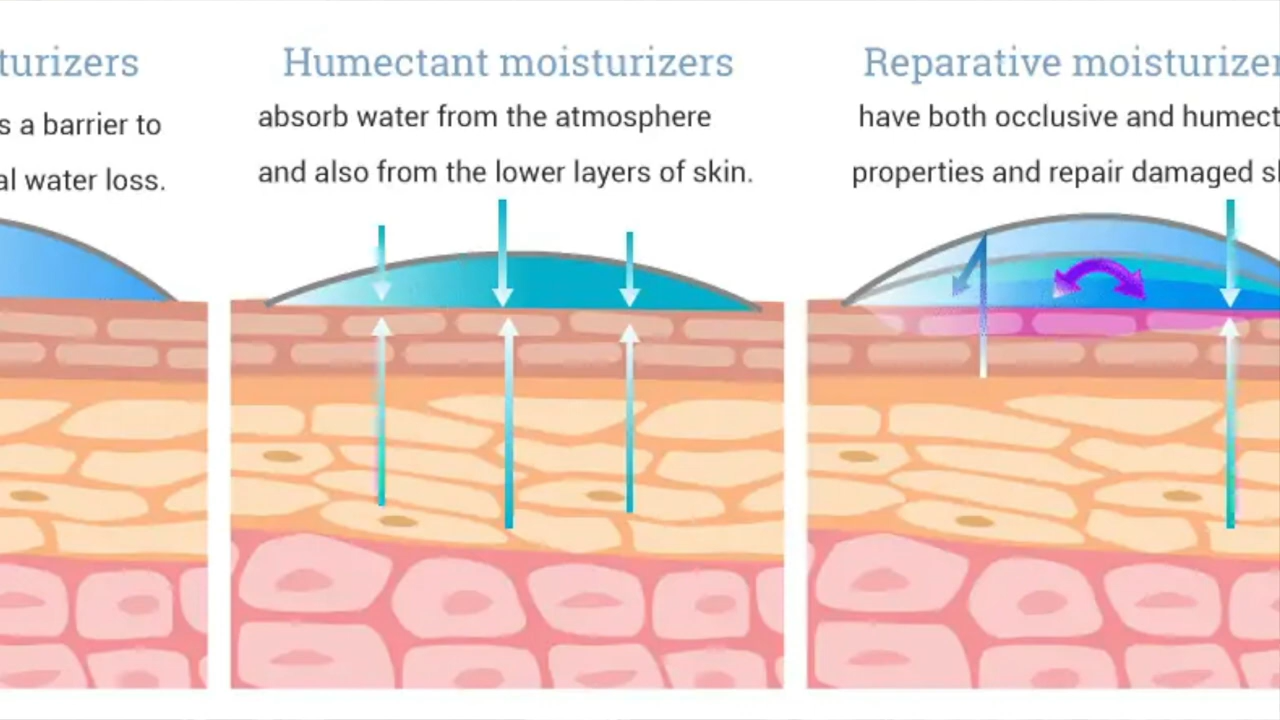 turizers
s a barrier to
al water loss.
Humectant moisturizers
absorb water from the atmosphere
and also from the lower layers of skin.
Reparative moisturizer
have both occlusive and humect
properties and repair damaged s